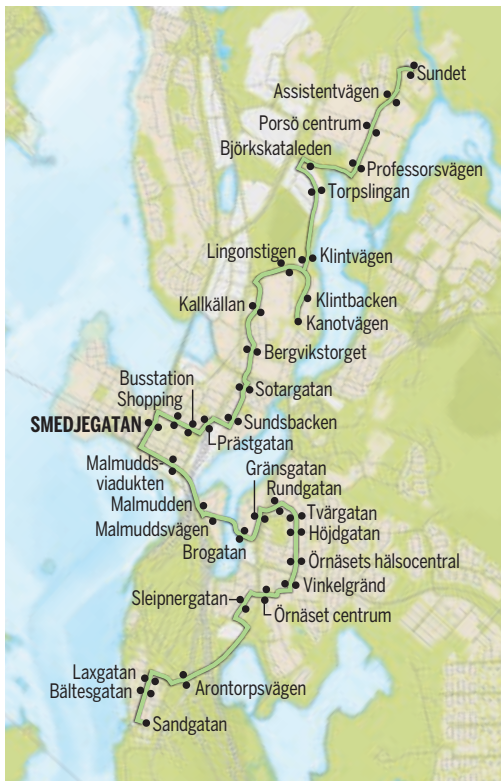 Sundet
Assistentvägen
Porsö centrum
Björkskataleden
Professorsvägen
Torpslingan
Lingonstigen
Klintvägen
Klintbacken
Kallkällan
Kanotvägen
Bergvikstorget
Busstation
Sotargatan
Shopping
SMEDJEGATAN
Sundsbacken
Prästgatan
Malmudds-
viadukten
Gränsgatan
Rundgatan
Malmudden
Tvärgatan
Malmuddsvägen
Höjdgatan
Brogatan
Örnäsets hälsocentral
Vinkelgränd
Sleipnergatan
Örnäset centrum
Laxgatan
Bältesgatan
Arontorpsvägen
Sandgatan